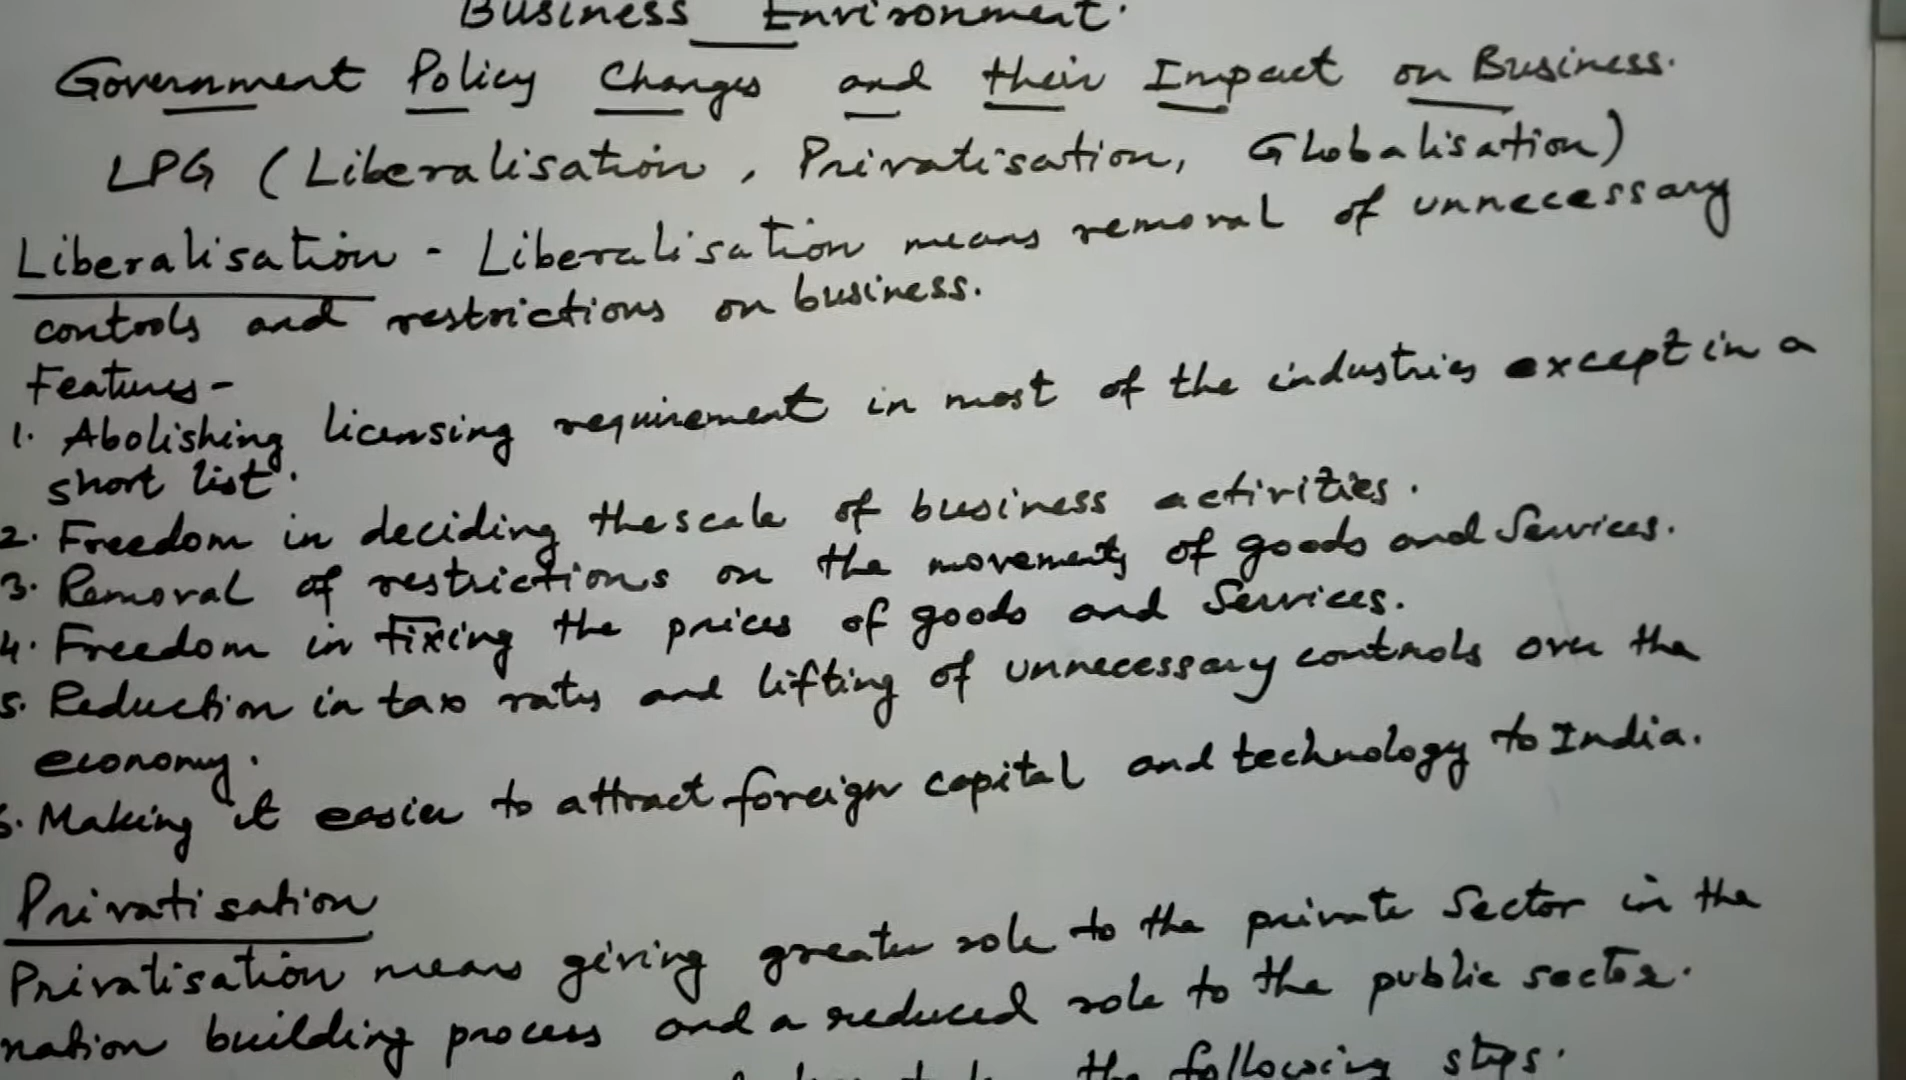 Business Environment.
Government Policy Changes and their Impact on Business.
LPG (Liberalisation, Privatisation, Globalisation)
Liberalisation - Liberalisation means removal of unnecessary
controls and restrictions on business.
Features-
1. Abolishing licensing requirement in most of the industries except in a
short list.
2. Freedom in deciding the scale of business activities.
3. Removal of restrictions on the movements of goods and Services.
4. Freedom in fixing the prices of goods and Services.
5. Reduction in tax rates and lifting of unnecessary controls over the
economy.
6. Making it easier to attract foreign capital and technology to India.
Privatisation
Privatisation means giving greater role to the private Sector in the
nation building process and a reduced role to the public sector.
the following steps.